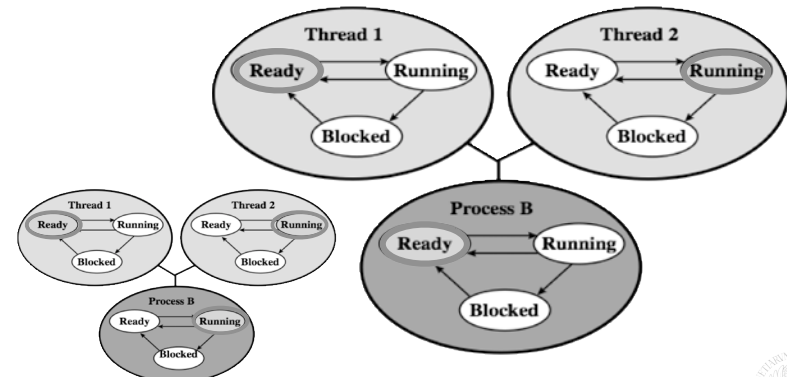 Thread 1
Ready
Running
Blocked
Thread 2
Ready
Running
Blocked
Process B
Ready
Running
Blocked
Thread 1
Ready
Running
Blocked
Thread 2
Ready
Running
Blocked
Process B
Ready
Running
Blocked